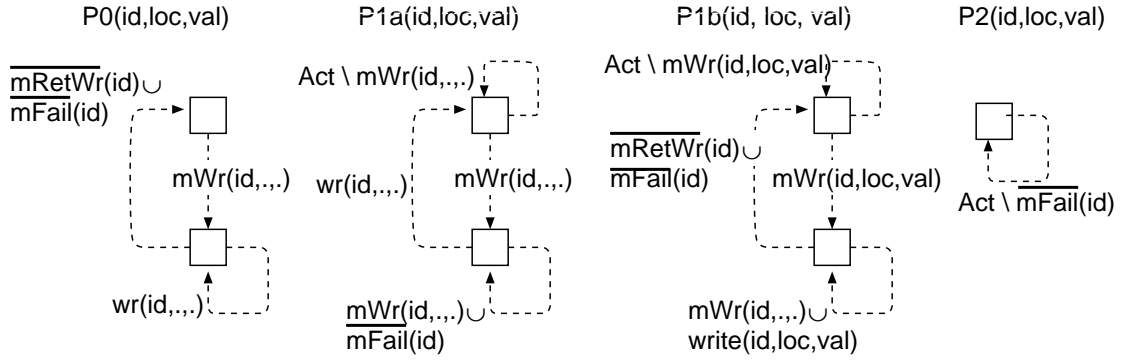 P0(id,loc,val)
P1a(id,loc,val)
P1b(id, loc, val)
P2(id,loc,val)
mRetWr(id)∪
mFail(id)
mWr(id,.,.)
wr(id,.,.)
Act \ mWr(id,.,.)
wr(id,.,.)
mWr(id,.,.)
mWr(id,.,.)∪
mFail(id)
Act \ mWr(id,loc,val)
mRetWr(id)∪
mFail(id)
mWr(id,loc,val)
mWr(id,.,.)∪
write(id,loc,val)
Act \ mFail(id)